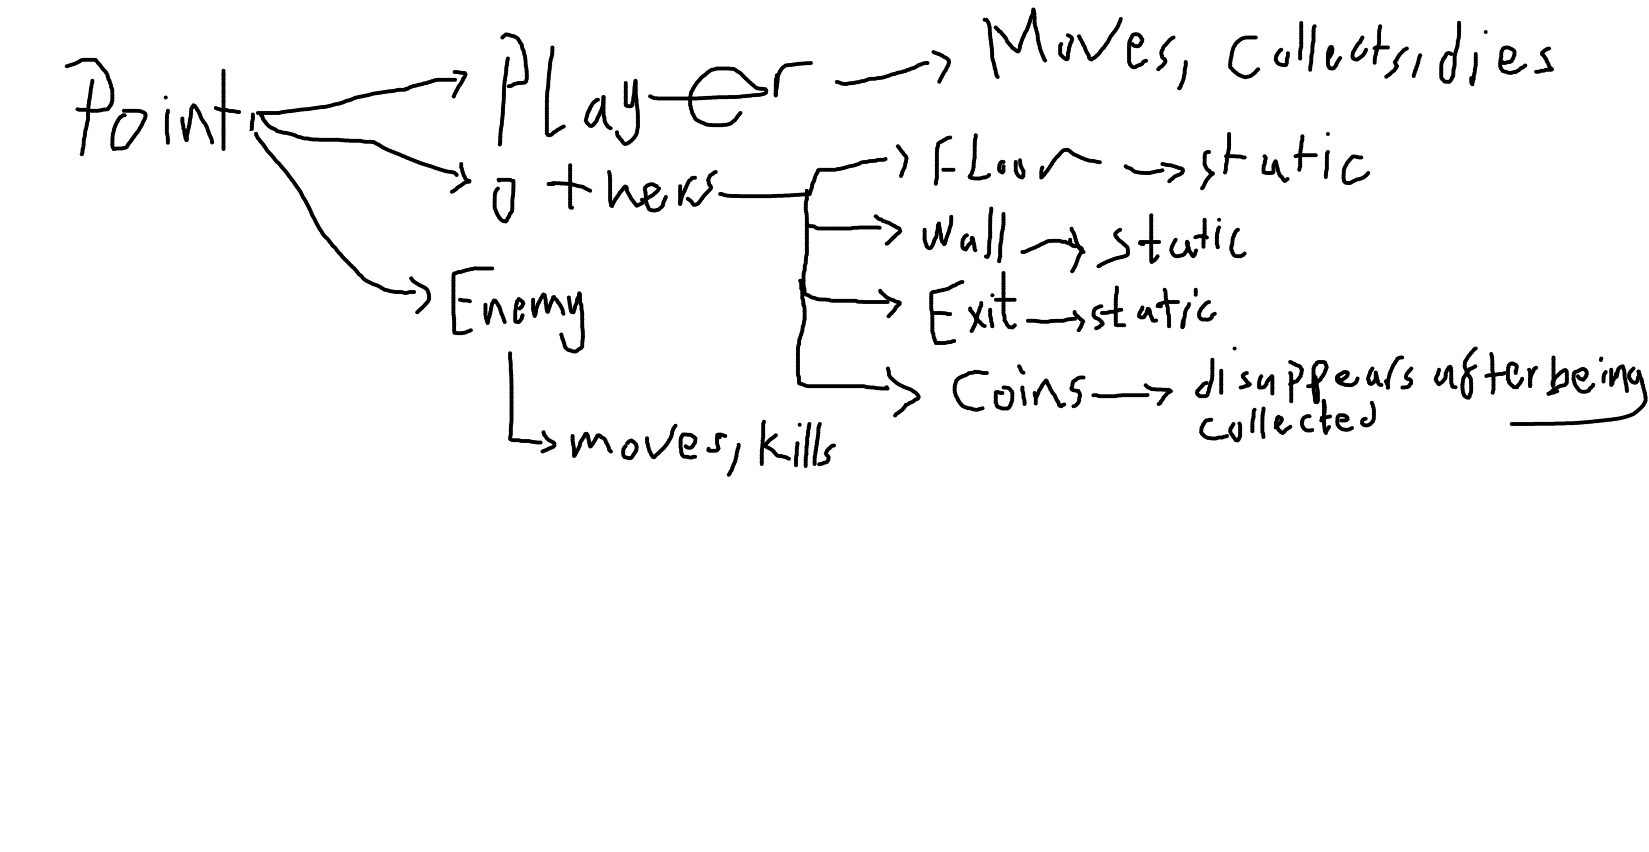 Point
Player
Moves, collects, dies
others
Floor
static
Wall
static
Exit
static
Coins
disappears after being
collected
Enemy
moves, kills